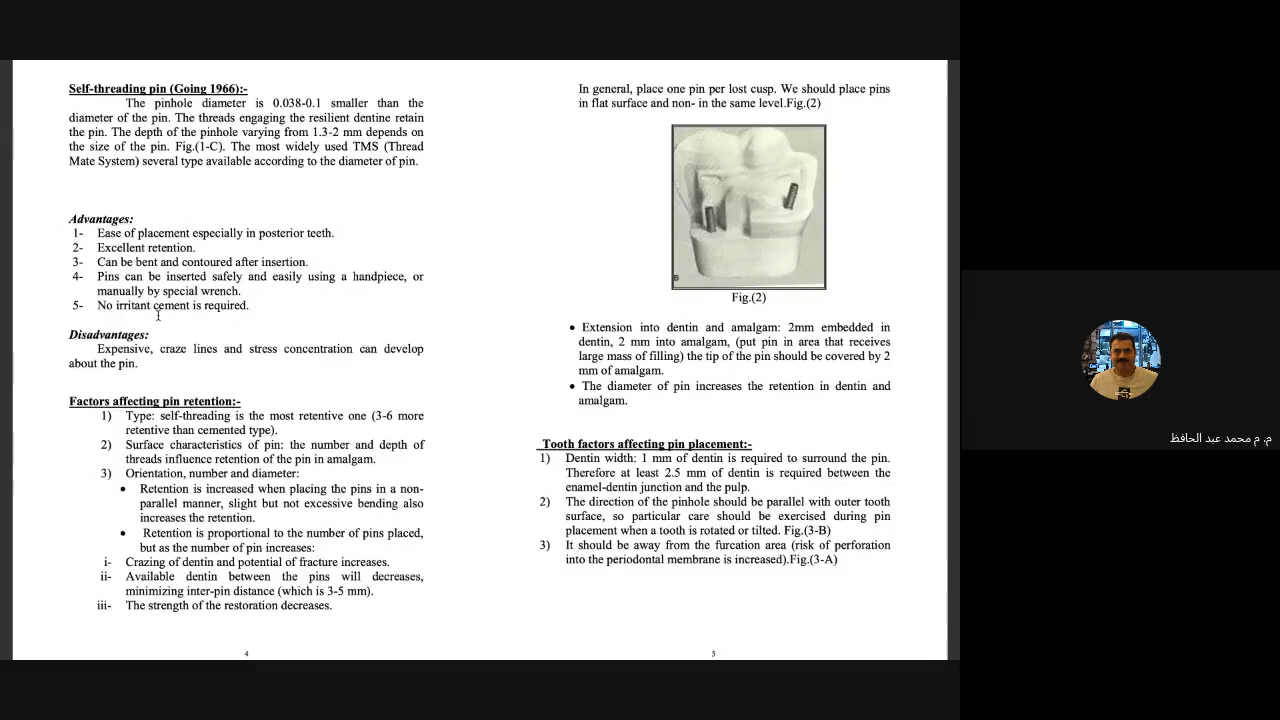 Self-threading pin (Going 1966):-
The pinhole diameter is 0.038-0.1 smaller than the
diameter of the pin. The threads engaging the resilient dentine retain
the pin. The depth of the pinhole varying from 1.3-2 mm depends on
the size of the pin. Fig.(1-C). The most widely used TMS (Thread
Mate System) several type available according to the diameter of pin.
Advantages:
1- Ease of placement especially in posterior teeth.
2- Excellent retention.
3- Can be bent and contoured after insertion.
4- Pins can be inserted safely and easily using a handpiece, or
manually by special wrench.
5- No irritant cement is required.
Disadvantages:
Expensive, craze lines and stress concentration can develop
about the pin.
Factors affecting pin retention:-
1) Type: self-threading is the most retentive one (3-6 more
retentive than cemented type).
2) Surface characteristics of pin: the number and depth of
threads influence retention of the pin in amalgam.
3) Orientation, number and diameter:
• Retention is increased when placing the pins in a non-
parallel manner, slight but not excessive bending also
increases the retention.
• Retention is proportional to the number of pins placed,
but as the number of pin increases:
i- Crazing of dentin and potential of fracture increases.
ii- Available dentin between the pins will decreases,
minimizing inter-pin distance (which is 3-5 mm).
iii- The strength of the restoration decreases.
4
In general, place one pin per lost cusp. We should place pins
in flat surface and non- in the same level.Fig.(2)
B
Fig.(2)
• Extension into dentin and amalgam: 2mm embedded in
dentin, 2 mm into amalgam, (put pin in area that receives
large mass of filling) the tip of the pin should be covered by 2
mm of amalgam.
• The diameter of pin increases the retention in dentin and
amalgam.
Tooth factors affecting pin placement:-
1) Dentin width: 1 mm of dentin is required to surround the pin.
Therefore at least 2.5 mm of dentin is required between the
enamel-dentin junction and the pulp.
2) The direction of the pinhole should be parallel with outer tooth
surface, so particular care should be exercised during pin
placement when a tooth is rotated or tilted. Fig.(3-B)
3) It should be away from the furcation area (risk of perforation
into the periodontal membrane is increased).Fig.(3-A)
5
م. م محمد عبد الحافظ